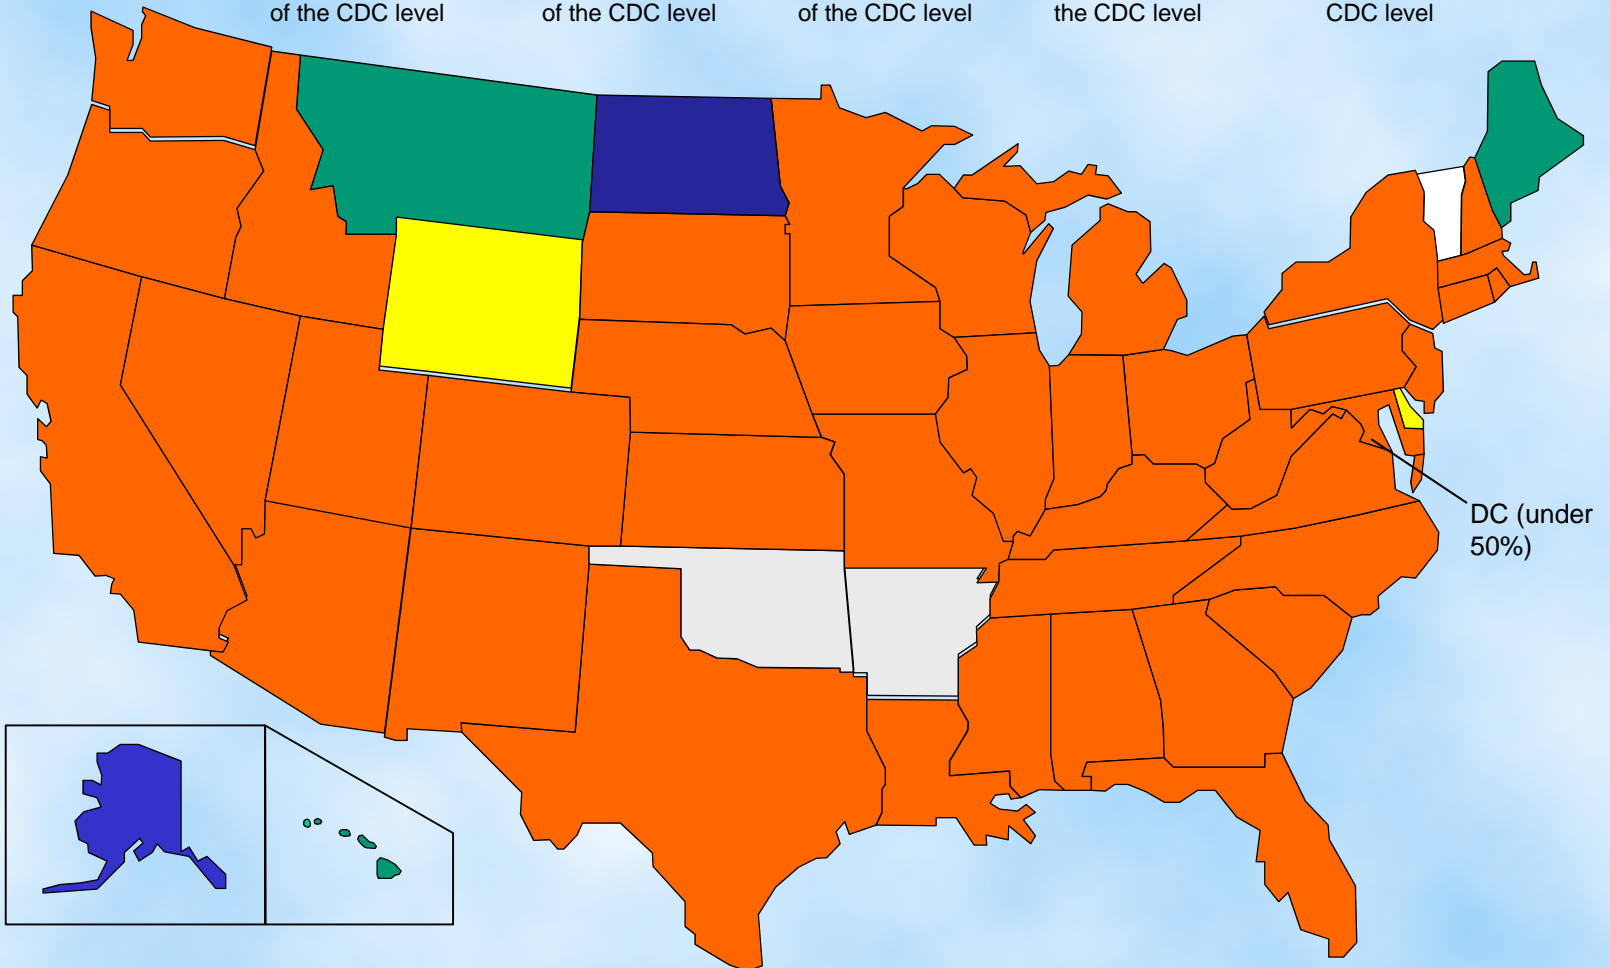 of the CDC level
of the CDC level
of the CDC level
the CDC level
CDC level
DC (under
50%)